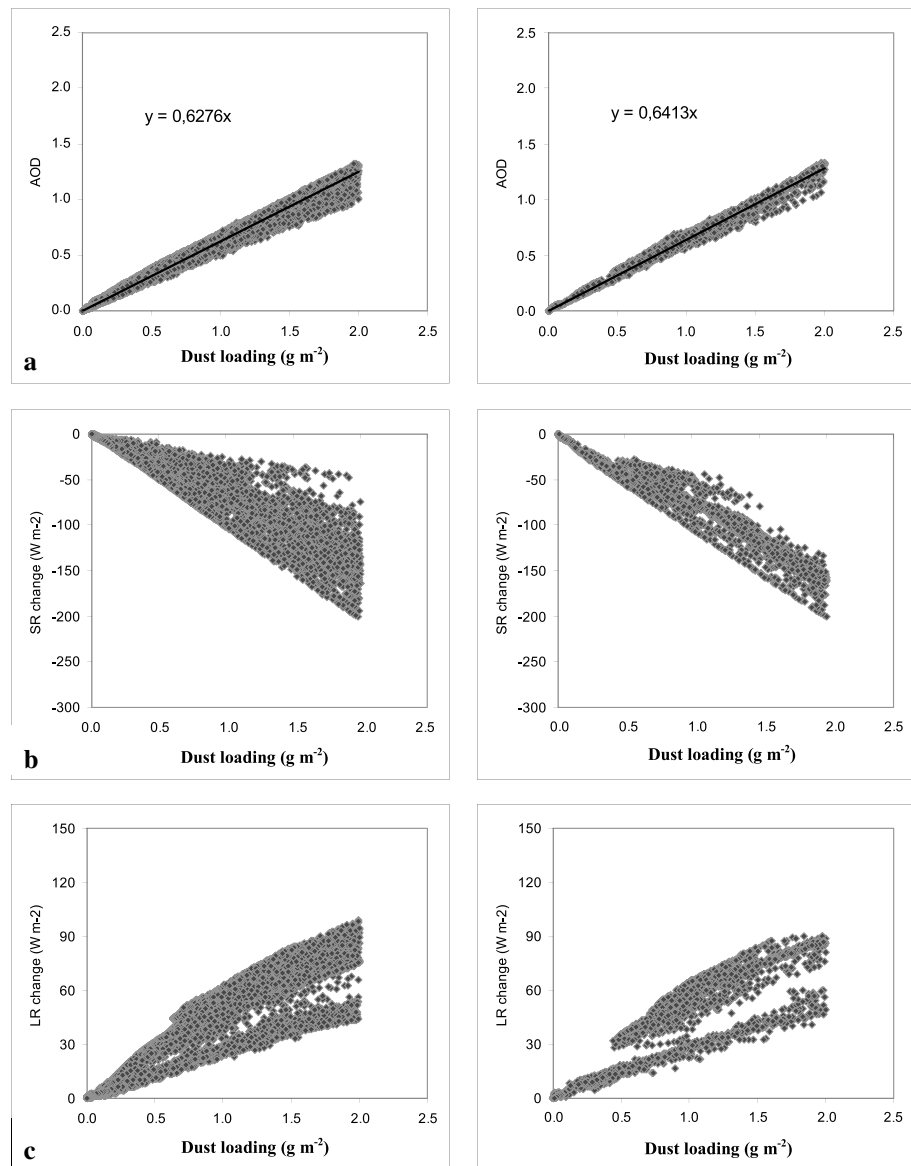 2.5
2.0
1.5
1.0
0.5
0·0
AOD
y = 0,6276x
0.0 0.5 1.0 1.5 2.0 2.5
Dust loading (g m-2)
a
2.5
2.0
1.5
1.0
0·5
0·0
AOD
y = 0,6413x
0.0 0.5 1.0 1.5 2.0 2.5
Dust loading (g m-2)
0
-50
-100
-150
-200
-250
-300
SR change (W m-2)
0.0 0.5 1.0 1.5 2.0 2.5
Dust loading (g m-2)
b
0
-50
-100
-150
-200
-250
-300
SR change (W m-2)
0.0 0.5 1.0 1.5 2.0 2.5
Dust loading (g m-2)
150
120
90
60
30
0
LR change (W m-2)
0.0 0.5 1.0 1.5 2.0 2.5
Dust loading (g m-2)
c
150
120
90
60
30
0
LR change (W m-2)
0.0 0.5 1.0 1.5 2.0 2.5
Dust loading (g m-2)